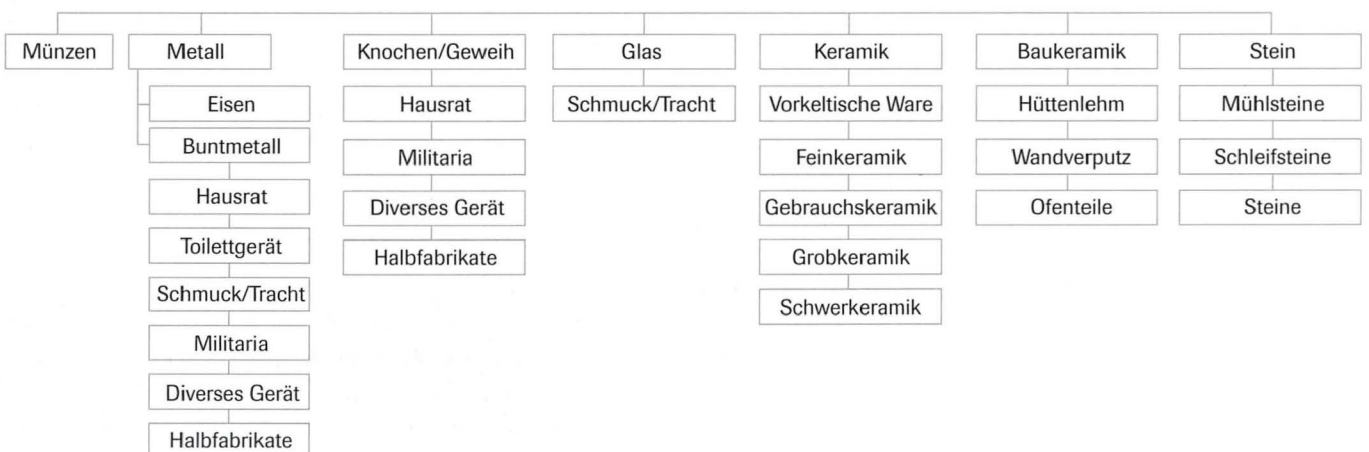 Münzen
Metall
Eisen
Buntmetall
Hausrat
Toilettgerät
Schmuck/Tracht
Militaria
Diverses Gerät
Halbfabrikate
Knochen/Geweih
Hausrat
Militaria
Diverses Gerät
Halbfabrikate
Glas
Schmuck/Tracht
Keramik
Vorkeltische Ware
Feinkeramik
Gebrauchskeramik
Grobkeramik
Schwerkeramik
Baukeramik
Hüttenlehm
Wandverputz
Ofenteile
Stein
Mühlsteine
Schleifsteine
Steine